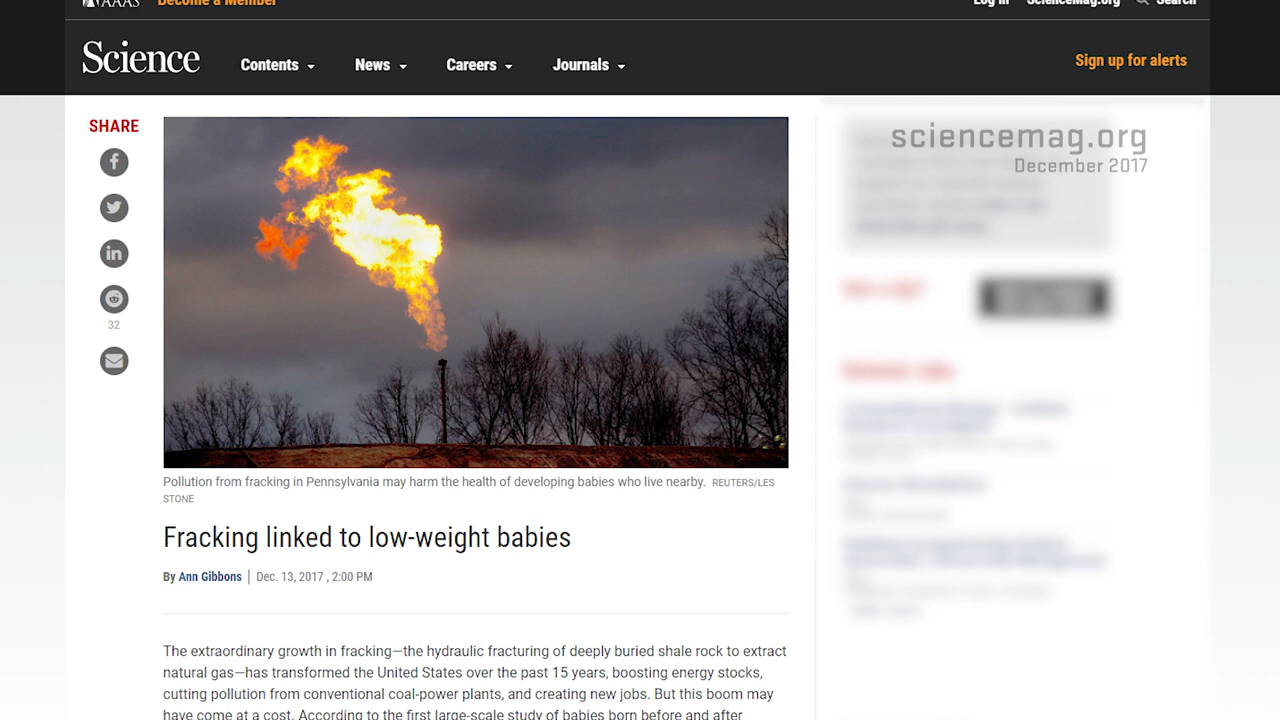 AAAS Become a Member Log In ScienceMag.org Search
Science Contents News Careers Journals Sign up for alerts
SHARE
32
sciencemag.org
December 2017
Pollution from fracking in Pennsylvania may harm the health of developing babies who live nearby. REUTERS/LES
STONE
Fracking linked to low-weight babies
By Ann Gibbons | Dec. 13, 2017 , 2:00 PM
The extraordinary growth in fracking—the hydraulic fracturing of deeply buried shale rock to extract
natural gas—has transformed the United States over the past 15 years, boosting energy stocks,
cutting pollution from conventional coal-power plants, and creating new jobs. But this boom may
have come at a cost. According to the first large-scale study of babies born before and after